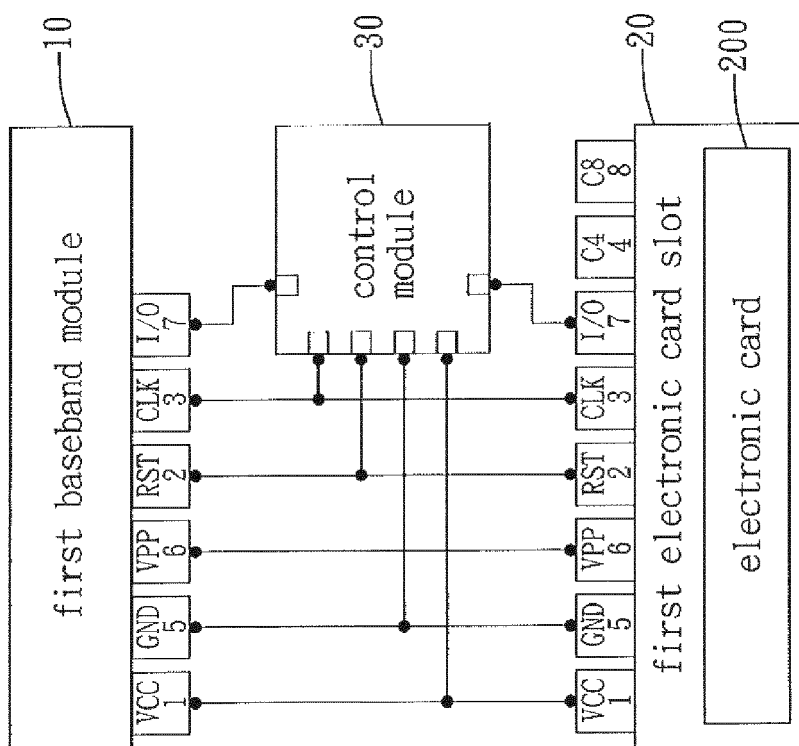 10
first baseband module
VCC
1
GND
5
VPP
6
RST
2
CLK
3
I/O
7
30
control
module
VCC
1
GND
5
VPP
6
RST
2
CLK
3
I/O
7
C4
4
C8
8
20
first electronic card slot
200
electronic card